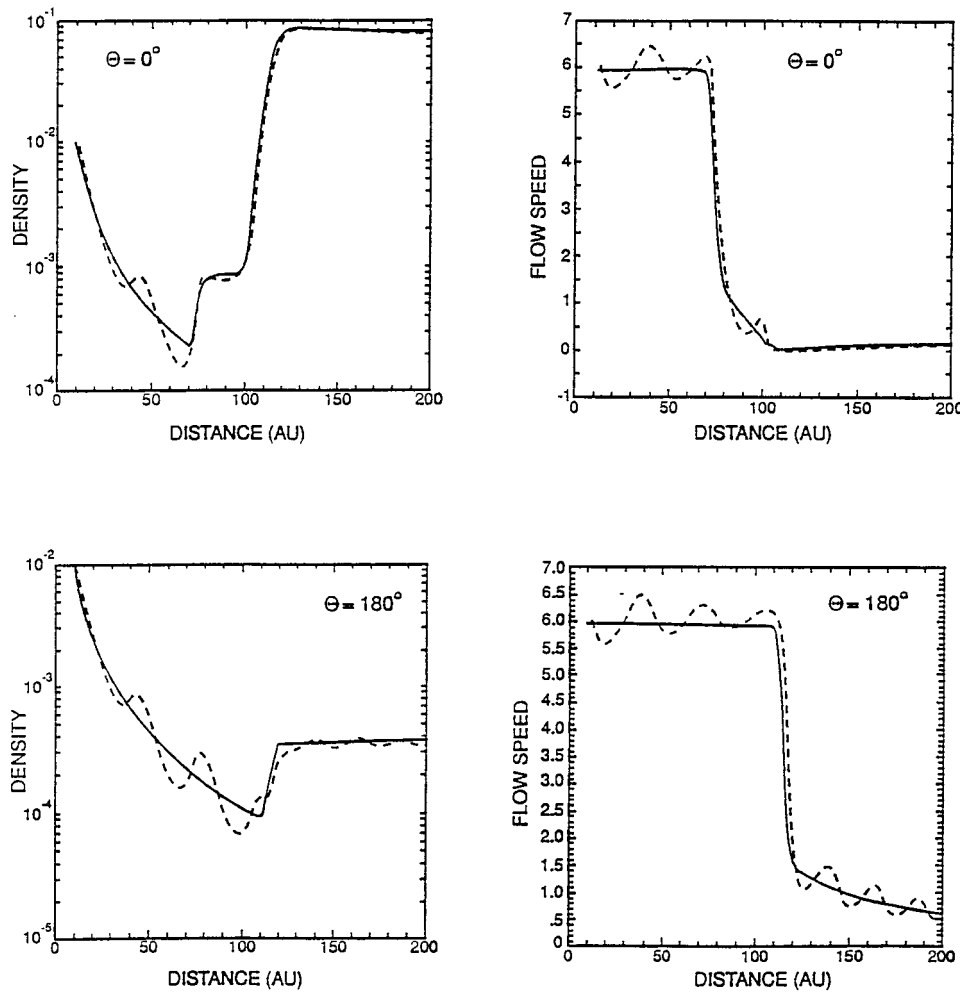 10^-1
10^-2
10^-3
10^-4
DENSITY
Θ = 0°
0 50 100 150 200
DISTANCE (AU)
7
6
5
4
3
2
1
0
-1
FLOW SPEED
Θ = 0°
0 50 100 150 200
DISTANCE (AU)
10^-2
10^-3
10^-4
10^-5
DENSITY
Θ = 180°
0 50 100 150 200
DISTANCE (AU)
7.0
6.5
6.0
5.5
5.0
4.5
4.0
3.5
3.0
2.5
2.0
1.5
1.0
.5
0
FLOW SPEED
Θ = 180°
0 50 100 150 200
DISTANCE (AU)